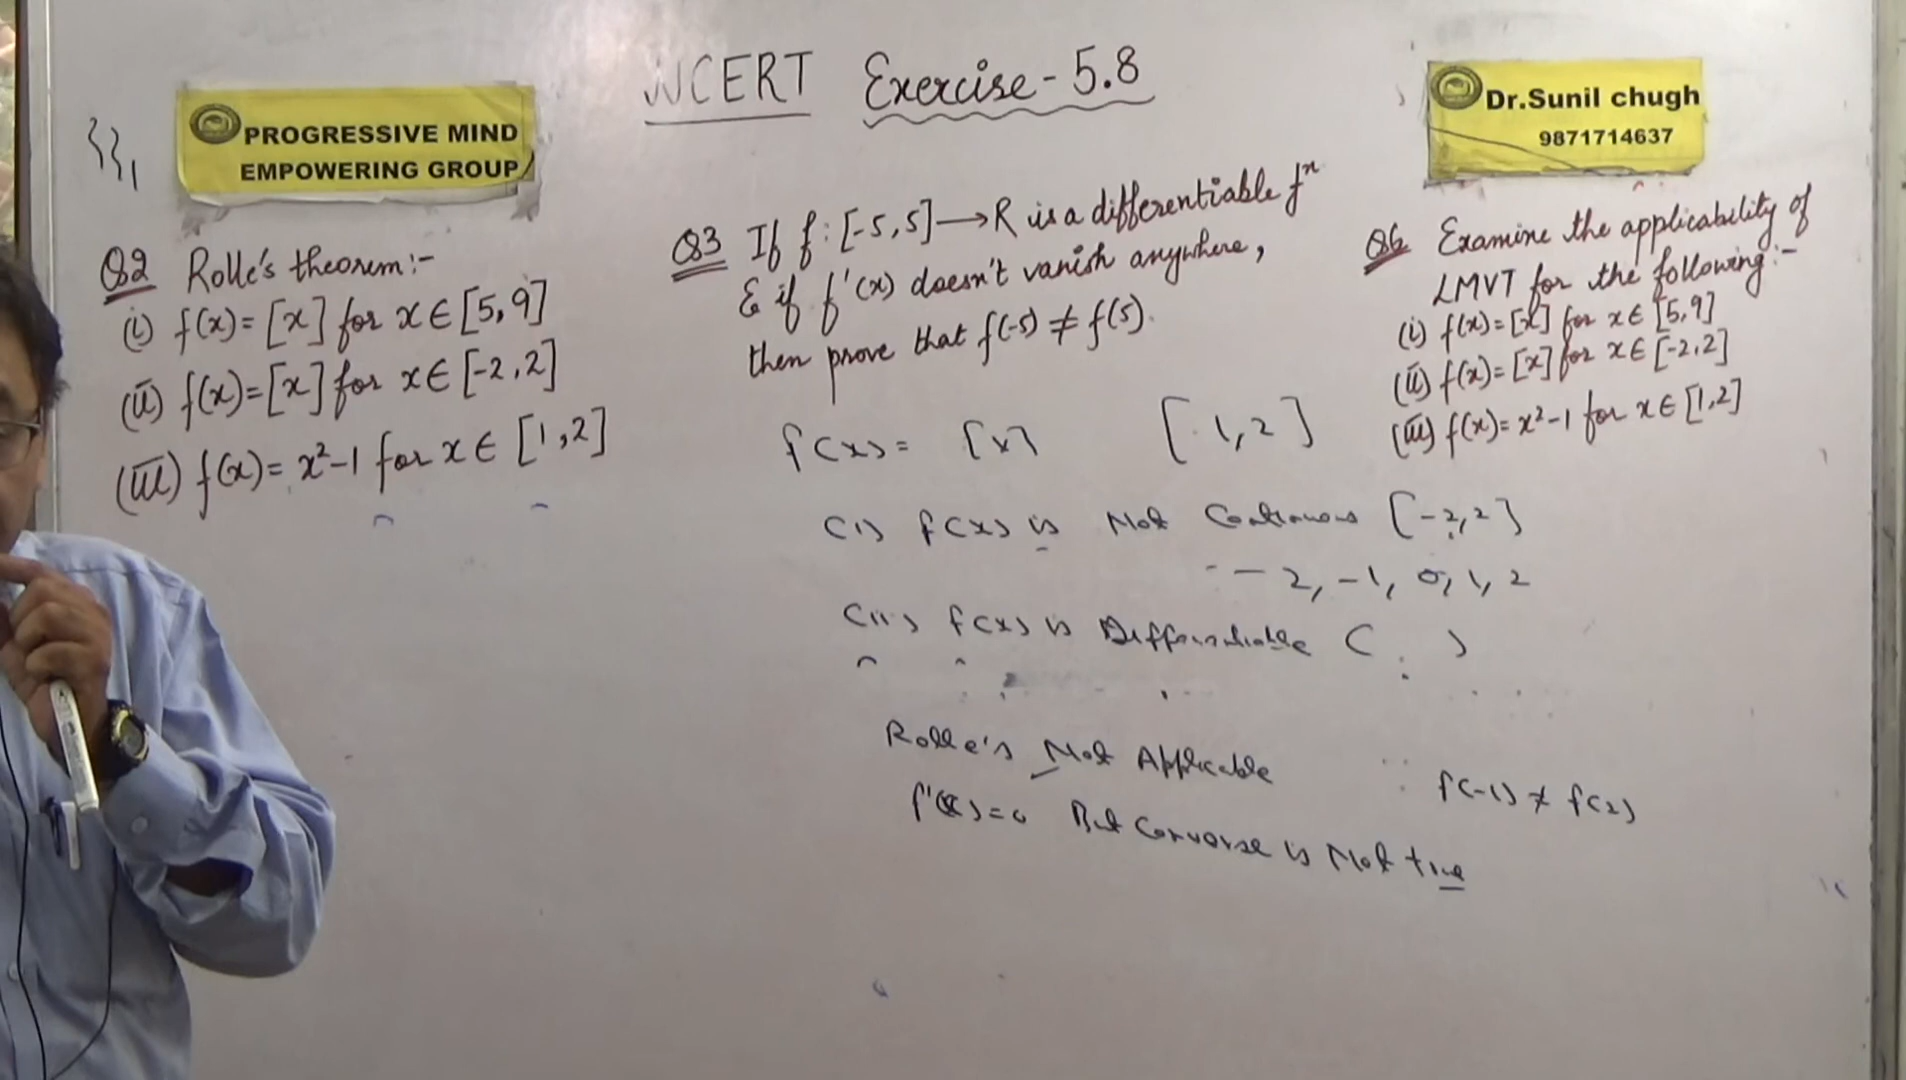 NCERT Exercise - 5.8
PROGRESSIVE MIND
EMPOWERING GROUP
Dr.Sunil chugh
9871714637
Q2 Rolle's theorem:-
(i) f(x) = [x] for x ∈ [5,9]
(ii) f(x) = [x] for x ∈ [-2,2]
(iii) f(x) = x²-1 for x ∈ [1,2]
Q3 If f: [-5,5] → R is a differentiable fⁿ
& if f'(x) doesn't vanish anywhere,
then prove that f(-5) ≠ f(5).
f(x) = [x] [1,2]
(i) f(x) is Not Continuous [-2,2]
-2, -1, 0, 1, 2
(ii) f(x) is Differentiable ( )
Rolle's Not Applicable ∵ f(-1) ≠ f(2)
f'(x) = 0 But Converse is Not true
Q6 Examine the applicability of
LMVT for the following:-
(i) f(x) = [x] for x ∈ [5,9]
(ii) f(x) = [x] for x ∈ [-2,2]
(iii) f(x) = x²-1 for x ∈ [1,2]